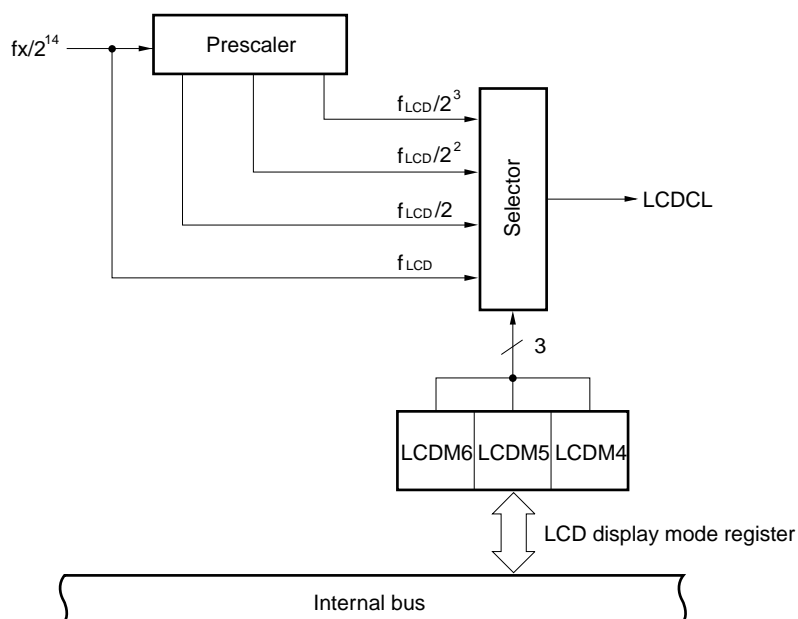 fx/2^14
Prescaler
fLCD/2^3
fLCD/2^2
fLCD/2
fLCD
Selector
LCDCL
3
LCDM6 LCDM5 LCDM4
LCD display mode register
Internal bus